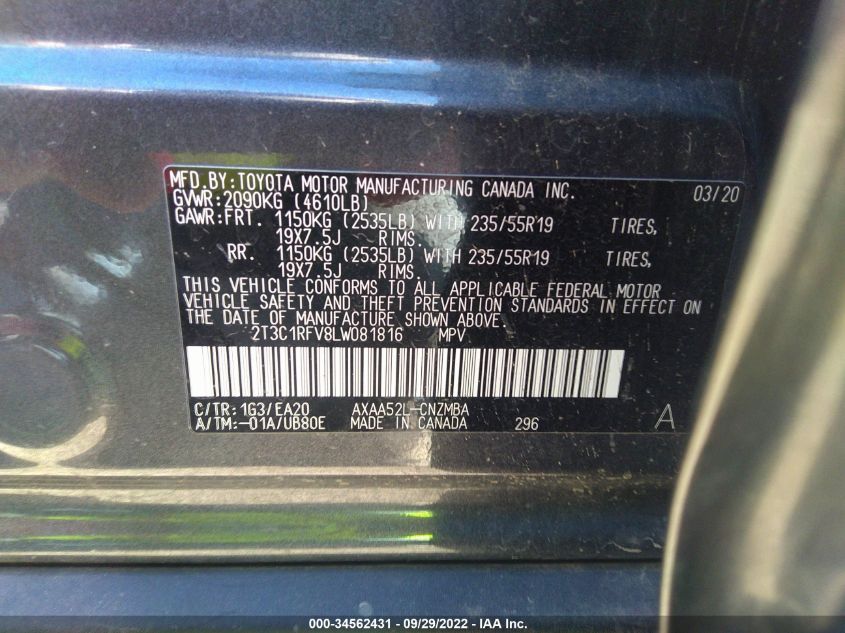 MFD.BY:TOYOTA MOTOR MANUFACTURING CANADA INC. 03/20
GVWR:2090KG (4610LB)
GAWR:FRT. 1150KG (2535LB) WITH 235/55R19 TIRES,
19X7.5J RIMS.
RR. 1150KG (2535LB) WITH 235/55R19 TIRES,
19X7.5J RIMS.
THIS VEHICLE CONFORMS TO ALL APPLICABLE FEDERAL MOTOR
VEHICLE SAFETY AND THEFT PREVENTION STANDARDS IN EFFECT ON
THE DATE OF MANUFACTURE SHOWN ABOVE.
2T3C1RFV8LW081816 MPV
C/TR:1G3/EA20 AXAA52L-CNZMBA
A/TM:-01A/UB80E MADE IN CANADA 296 A
000-34562431 - 09/29/2022 - IAA Inc.